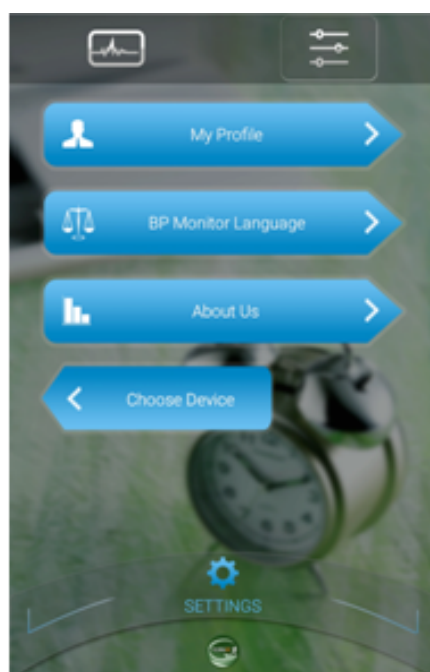 My Profile
BP Monitor Language
About Us
Choose Device
SETTINGS